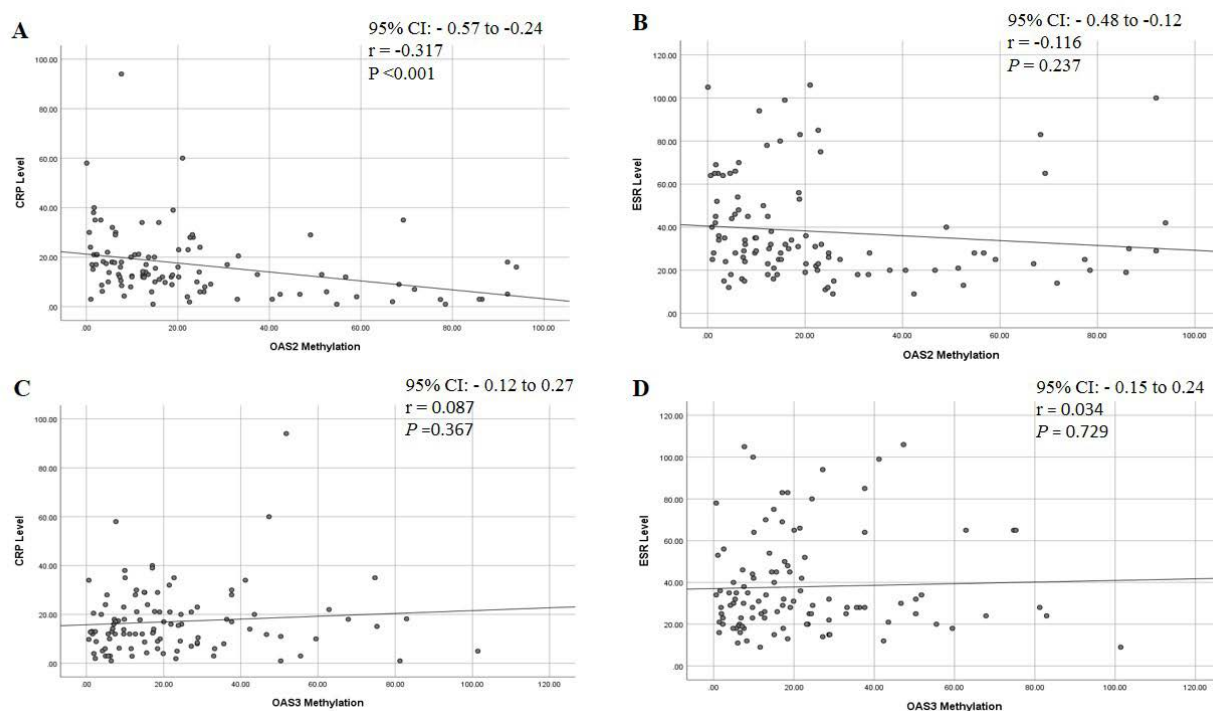 A
95% CI: - 0.57 to -0.24
r = -0.317
P <0.001
100.00
80.00
60.00
40.00
20.00
.00
CRP Level
.00 20.00 40.00 60.00 80.00 100.00
OAS2 Methylation
B
95% CI: - 0.48 to -0.12
r = -0.116
P = 0.237
120.00
100.00
80.00
60.00
40.00
20.00
.00
ESR Level
.00 20.00 40.00 60.00 80.00 100.00
OAS2 Methylation
C
95% CI: - 0.12 to 0.27
r = 0.087
P =0.367
100.00
80.00
60.00
40.00
20.00
.00
CRP Level
.00 20.00 40.00 60.00 80.00 100.00 120.00
OAS3 Methylation
D
95% CI: - 0.15 to 0.24
r = 0.034
P = 0.729
120.00
100.00
80.00
60.00
40.00
20.00
.00
ESR Level
.00 20.00 40.00 60.00 80.00 100.00 120.00
OAS3 Methylation